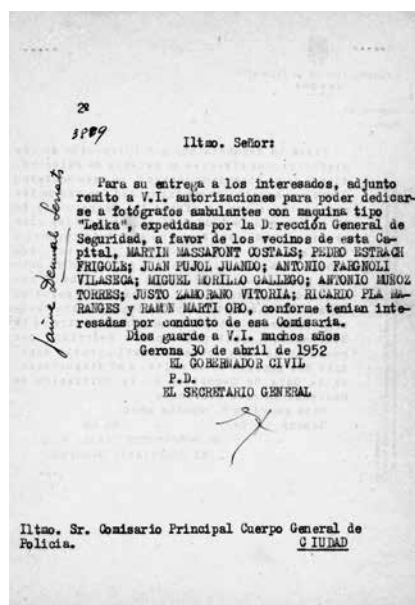 2ª
3889
Iltmo. Señor:
Para su entrega a los interesados, adjunto
remito a V.I. autorizaciones para poder dedicar-
se a fotógrafos ambulantes con maquina tipo
"Leika", expedidas por la D rección General de
Seguridad, a favor de los vecinos de esta Ca-
pital, MARTIN MASSAFONT COSTALS; PEDRO ESTRACH
FRIGOLE; JUAN PUJOL JUANDO; ANTONIO FARGNOLI
VILASECA; MIGUEL MORILLO GALLEGO; ANTONIO MUÑOZ
TORRES; JUSTO ZAMORANO VITORIA; RICARDO PLA
RANGES y RAMON MARTI ORO, conforme tenian inte-
resadas por conducto de esa Comisaria.
Dios guarde a V.I. muchos años
Gerona 30 de abril de 1952
EL GOBERNADOR CIVIL
P.D.
EL SECRETARIO GENERAL
Jaime
Iltmo. Sr. Comisario Principal Cuerpo General de
Policia.
CIUDAD